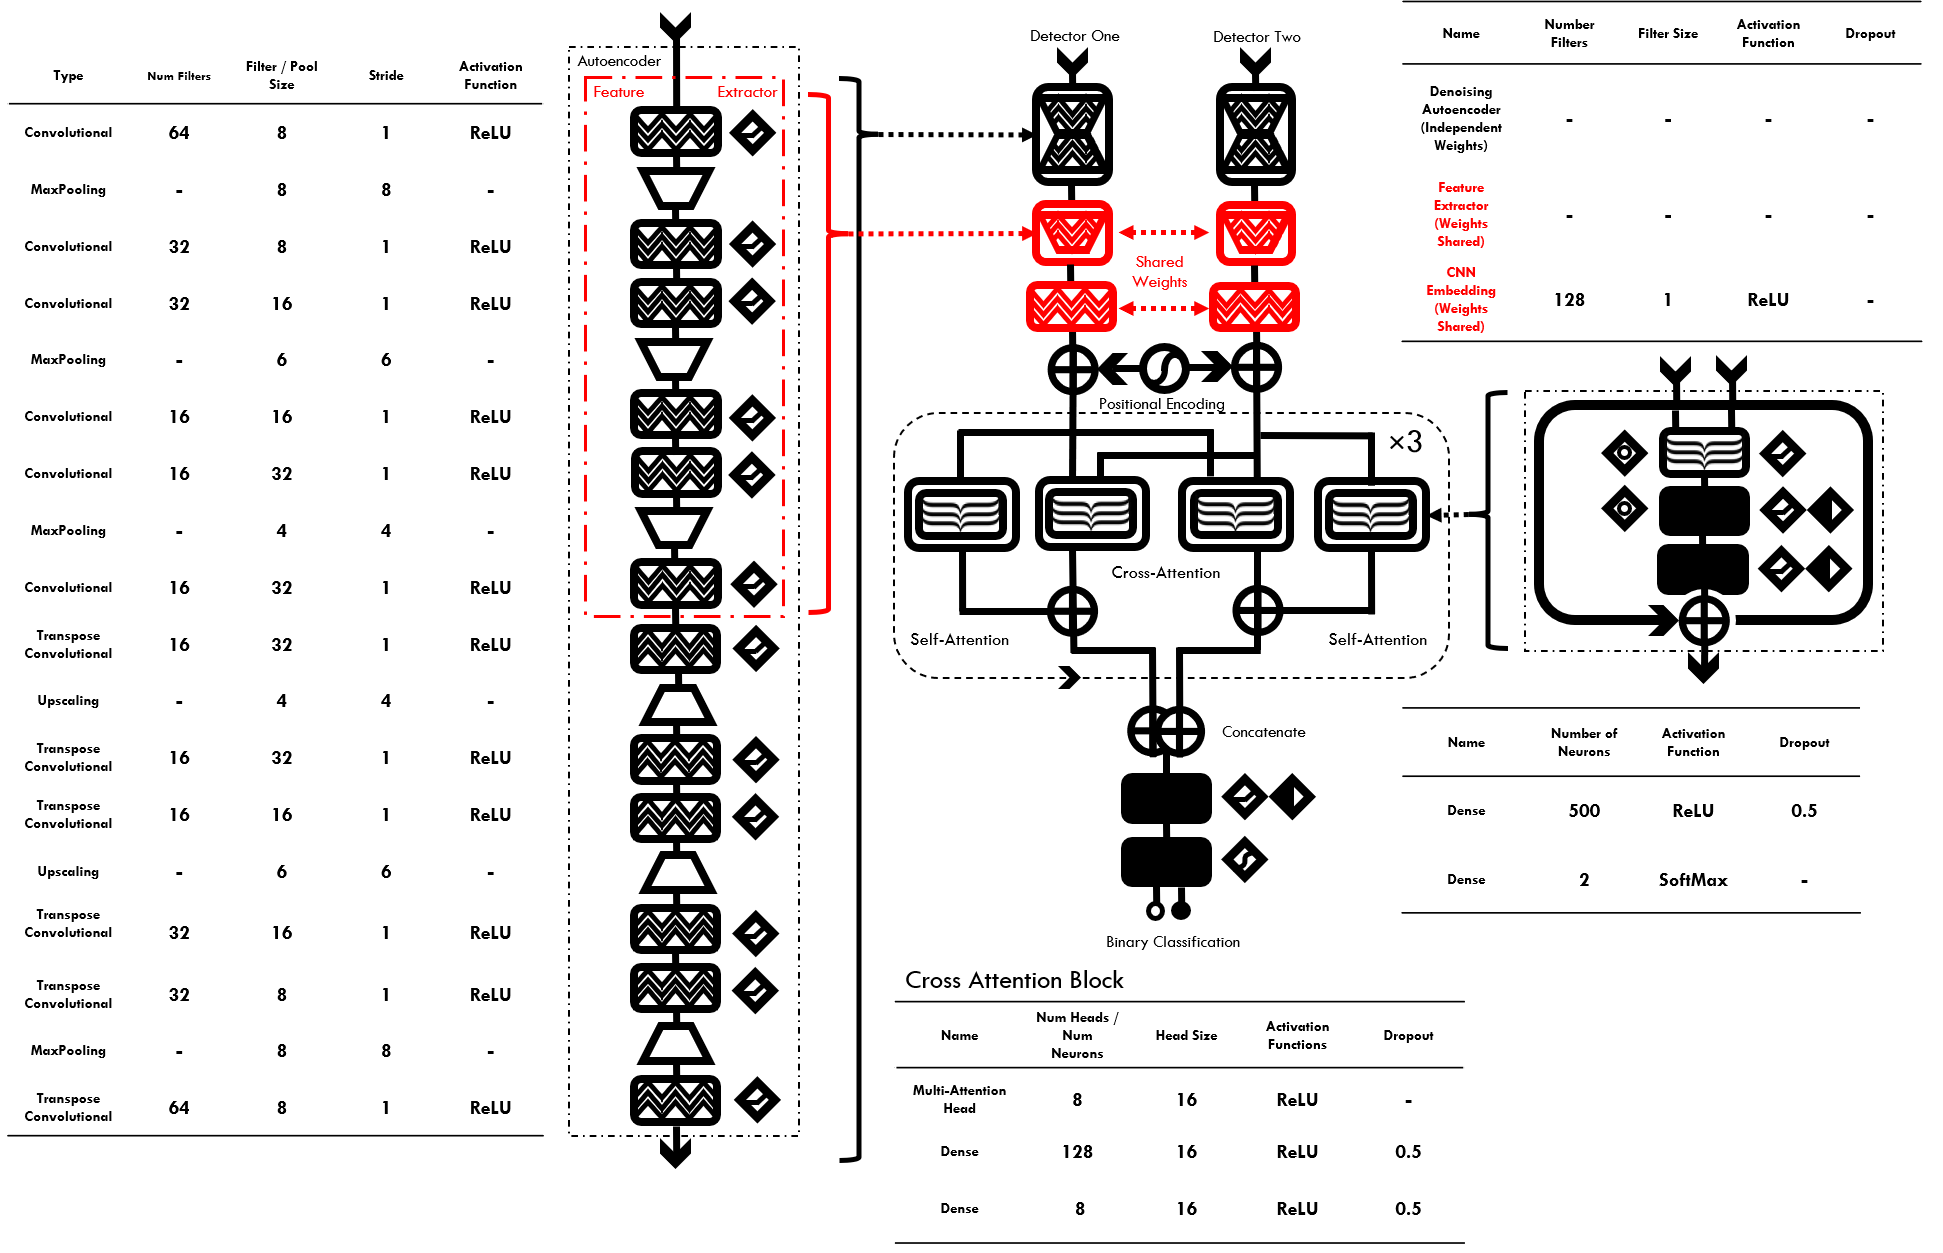 Type Num Filters Filter / Pool Size Stride Activation Function
Convolutional 64 8 1 ReLU
MaxPooling - 8 8 -
Convolutional 32 8 1 ReLU
Convolutional 32 16 1 ReLU
MaxPooling - 6 6 -
Convolutional 16 16 1 ReLU
Convolutional 16 32 1 ReLU
MaxPooling - 4 4 -
Convolutional 16 32 1 ReLU
Transpose Convolutional 16 32 1 ReLU
Upscaling - 4 4 -
Transpose Convolutional 16 32 1 ReLU
Transpose Convolutional 16 16 1 ReLU
Upscaling - 6 6 -
Transpose Convolutional 32 16 1 ReLU
Transpose Convolutional 32 8 1 ReLU
MaxPooling - 8 8 -
Transpose Convolutional 64 8 1 ReLU
Autoencoder
Feature Extractor
Detector One Detector Two
Shared
Weights
Positional Encoding
×3
Cross-Attention
Self-Attention Self-Attention
Concatenate
Binary Classification
Name Number Filters Filter Size Activation Function Dropout
Denoising Autoencoder (Independent Weights) - - - -
Feature Extractor (Weights Shared) - - - -
CNN Embedding (Weights Shared) 128 1 ReLU -
Name Number of Neurons Activation Function Dropout
Dense 500 ReLU 0.5
Dense 2 SoftMax -
Cross Attention Block
Name Num Heads / Num Neurons Head Size Activation Functions Dropout
Multi-Attention Head 8 16 ReLU -
Dense 128 16 ReLU 0.5
Dense 8 16 ReLU 0.5